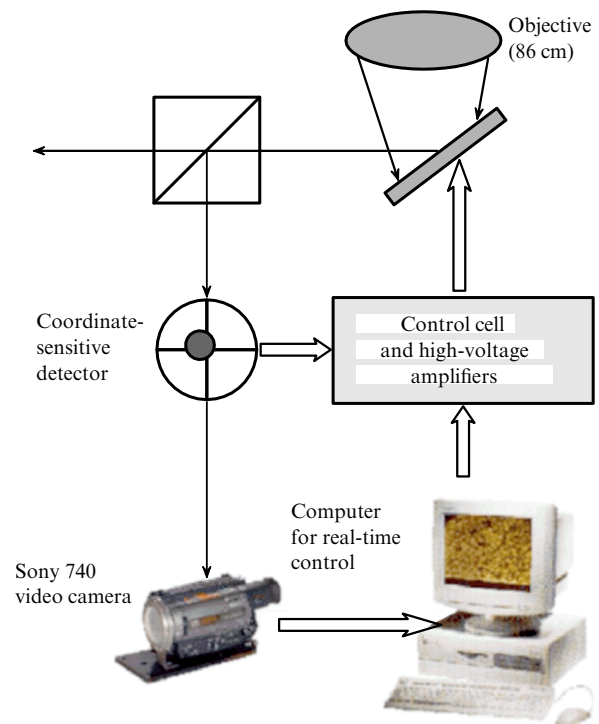 Objective
(86 cm)
Coordinate-
sensitive
detector
Control cell
and high-voltage
amplifiers
Computer
for real-time
control
Sony 740
video camera